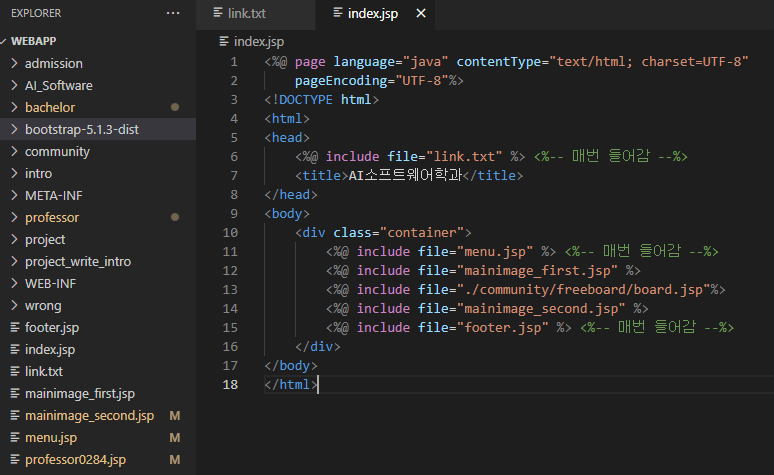 EXPLORER ...
WEBAPP
admission
AI_Software
bachelor
bootstrap-5.1.3-dist
community
intro
META-INF
professor
project
project_write_intro
WEB-INF
wrong
footer.jsp
index.jsp
link.txt
mainimage_first.jsp
mainimage_second.jsp M
menu.jsp M
professor0284.jsp M
link.txt index.jsp
index.jsp
1 <%@ page language="java" contentType="text/html; charset=UTF-8"
2 pageEncoding="UTF-8"%>
3 <!DOCTYPE html>
4 <html>
5 <head>
6 <%@ include file="link.txt" %> <%-- 매번 들어감 --%>
7 <title>AI소프트웨어학과</title>
8 </head>
9 <body>
10 <div class="container">
11 <%@ include file="menu.jsp" %> <%-- 매번 들어감 --%>
12 <%@ include file="mainimage_first.jsp" %>
13 <%@ include file="./community/freeboard/board.jsp"%>
14 <%@ include file="mainimage_second.jsp" %>
15 <%@ include file="footer.jsp" %> <%-- 매번 들어감 --%>
16 </div>
17 </body>
18 </html>